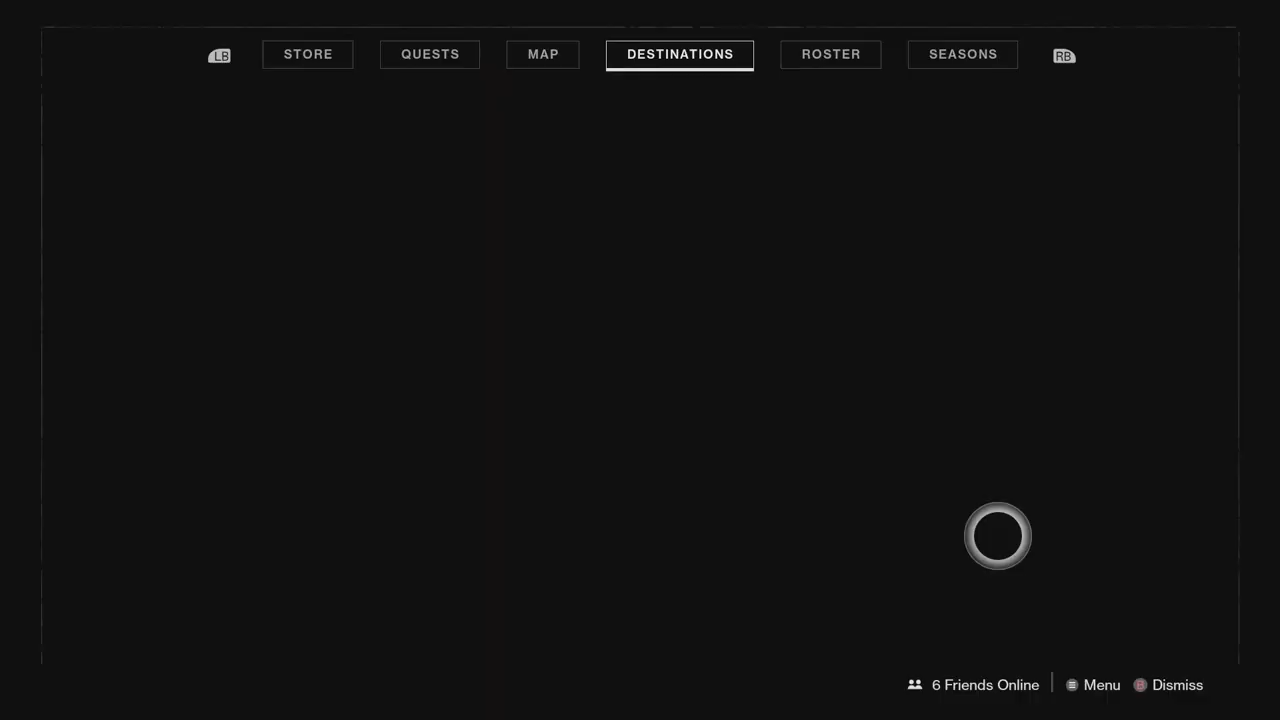 LB STORE QUESTS MAP DESTINATIONS ROSTER SEASONS RB
6 Friends Online Menu B Dismiss